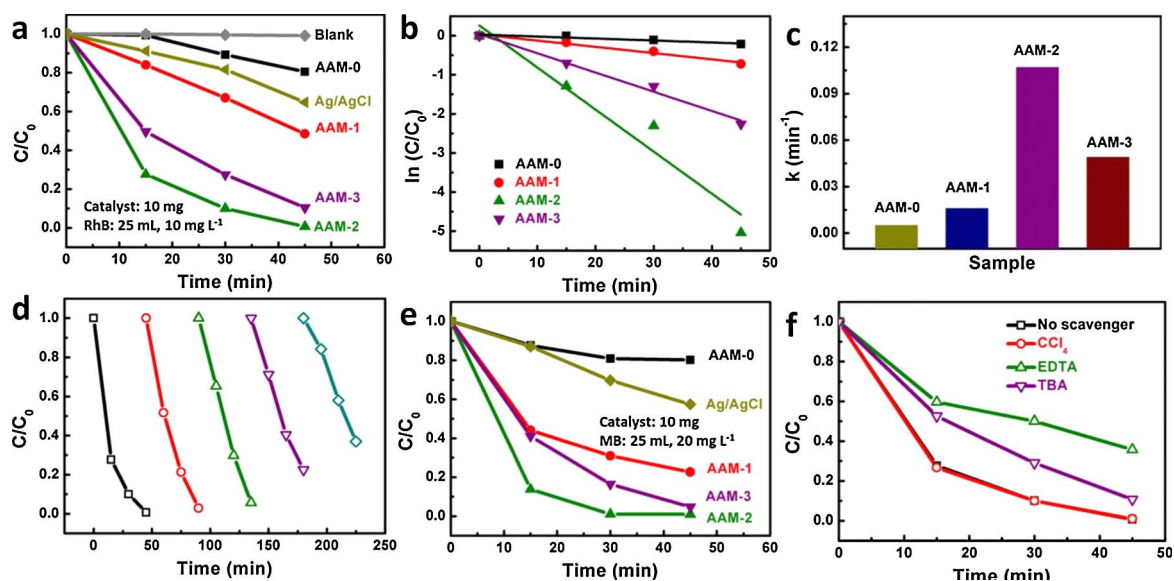 a
1.0
0.8
0.6
0.4
0.2
0.0
C/C₀
Blank
AAM-0
Ag/AgCl
AAM-1
AAM-3
AAM-2
Catalyst: 10 mg
RhB: 25 mL, 10 mg L⁻¹
0 10 20 30 40 50 60
Time (min)
b
0
-1
-2
-3
-4
-5
ln (C/C₀)
AAM-0
AAM-1
AAM-2
AAM-3
0 10 20 30 40 50 60
Time (min)
c
0.12
0.09
0.06
0.03
0.00
k (min⁻¹)
AAM-0
AAM-1
AAM-2
AAM-3
Sample
d
1.0
0.8
0.6
0.4
0.2
0.0
C/C₀
0 50 100 150 200 250
Time (min)
e
1.0
0.8
0.6
0.4
0.2
0.0
C/C₀
AAM-0
Ag/AgCl
Catalyst: 10 mg
MB: 25 mL, 20 mg L⁻¹
AAM-1
AAM-3
AAM-2
0 10 20 30 40 50 60
Time (min)
f
1.0
0.8
0.6
0.4
0.2
0.0
C/C₀
No scavenger
CCl₄
EDTA
TBA
0 10 20 30 40 50
Time (min)